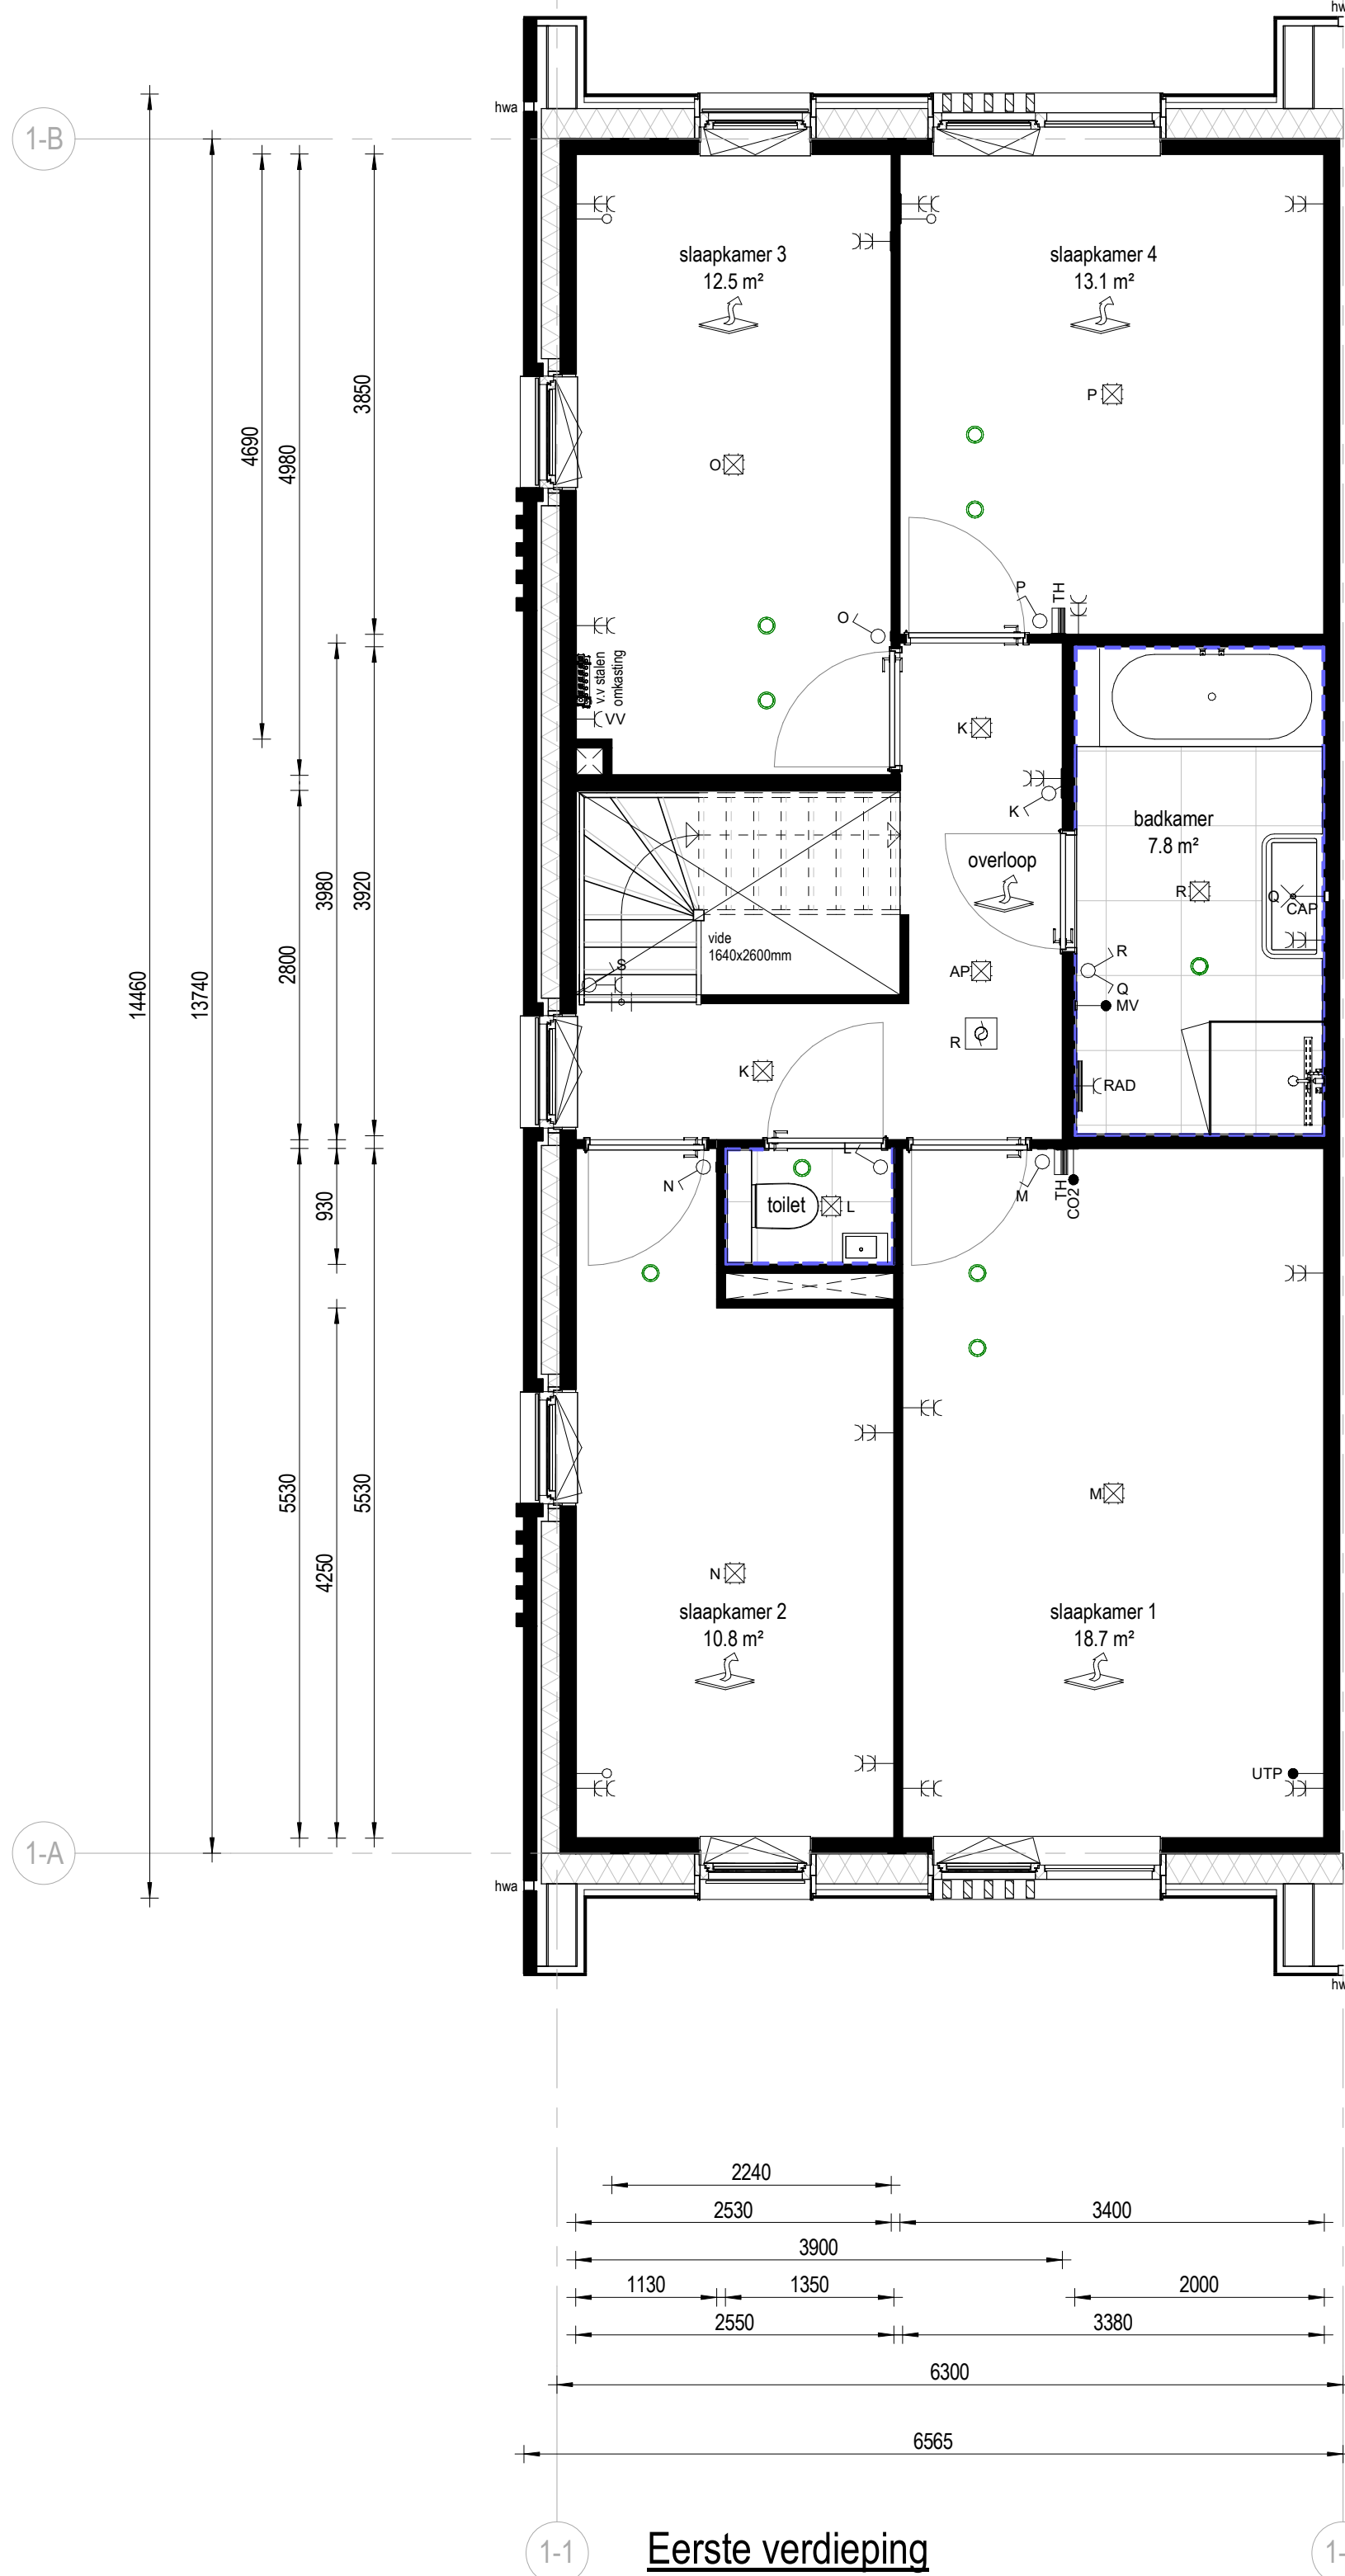 hw
hwa
1-B
slaapkamer 3
12.5 m²
slaapkamer 4
13.1 m²
P
O
3850
4690
4980
P
TH
O
v.v stalen
omkasting
VV
K
K
badkamer
7.8 m²
overloop
R
Q
CAP
vide
1640x2600mm
S
AP
R
Q
MV
R
K
RAD
14460
13740
2800
3980
3920
L
N
toilet
L
M
TH
CO2
930
M
5530
5530
4250
N
slaapkamer 2
10.8 m²
slaapkamer 1
18.7 m²
UTP
1-A
hwa
hw
2240
2530
3400
3900
1130
1350
2000
2550
3380
6300
6565
1-1
Eerste verdieping
1-